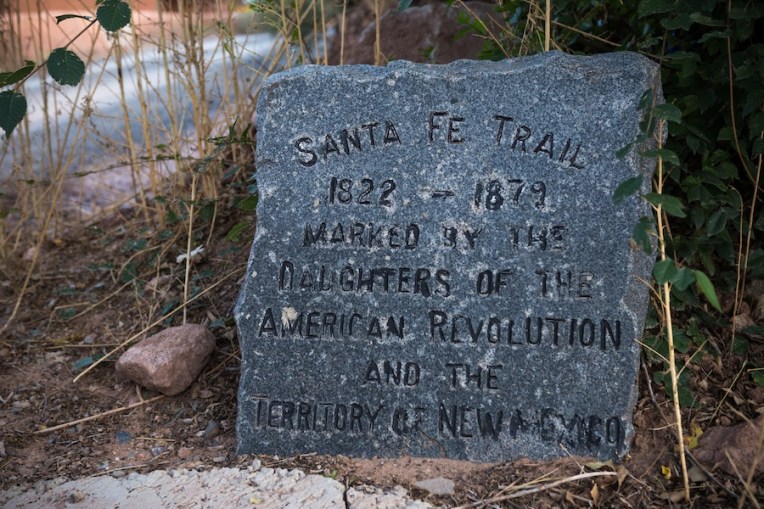 SANTA FE TRAIL
1822 - 1879
MARKED BY THE
DAUGHTERS OF THE
AMERICAN REVOLUTION
AND THE
TERRITORY OF NEW MEXICO